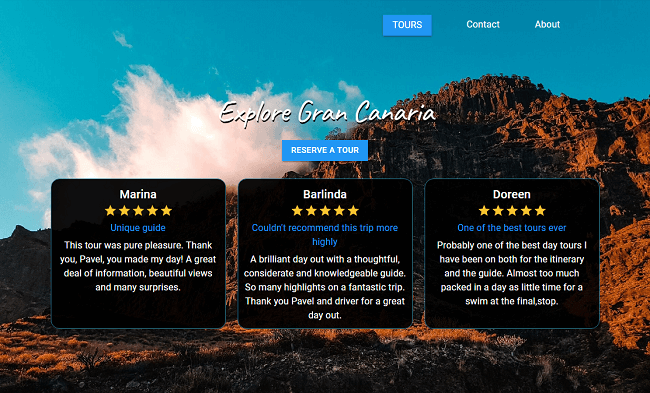 TOURS Contact About
Explore Gran Canaria
RESERVE A TOUR
Marina
Unique guide
This tour was pure pleasure. Thank
you, Pavel, you made my day! A great
deal of information, beautiful views
and many surprises.
Barlinda
Couldn't recommend this trip more
highly
A brilliant day out with a thoughtful,
considerate and knowledgeable guide.
So many highlights on a fantastic trip.
Thank you Pavel and driver for a great
day out.
Doreen
One of the best tours ever
Probably one of the best day tours I
have been on both for the itinerary
and the guide. Almost too much
packed in a day as little time for a
swim at the final,stop.